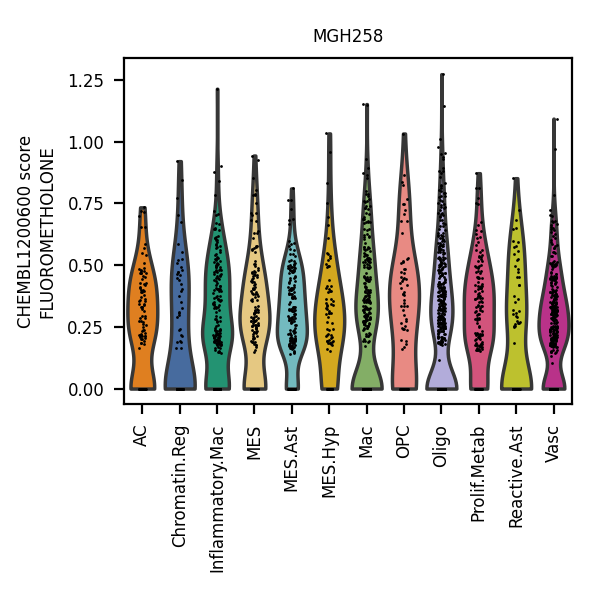 MGH258
CHEMBL1200600 score
FLUOROMETHOLONE
1.25
1.00
0.75
0.50
0.25
0.00
AC
Chromatin.Reg
Inflammatory.Mac
MES
MES.Ast
MES.Hyp
Mac
OPC
Oligo
Prolif.Metab
Reactive.Ast
Vasc